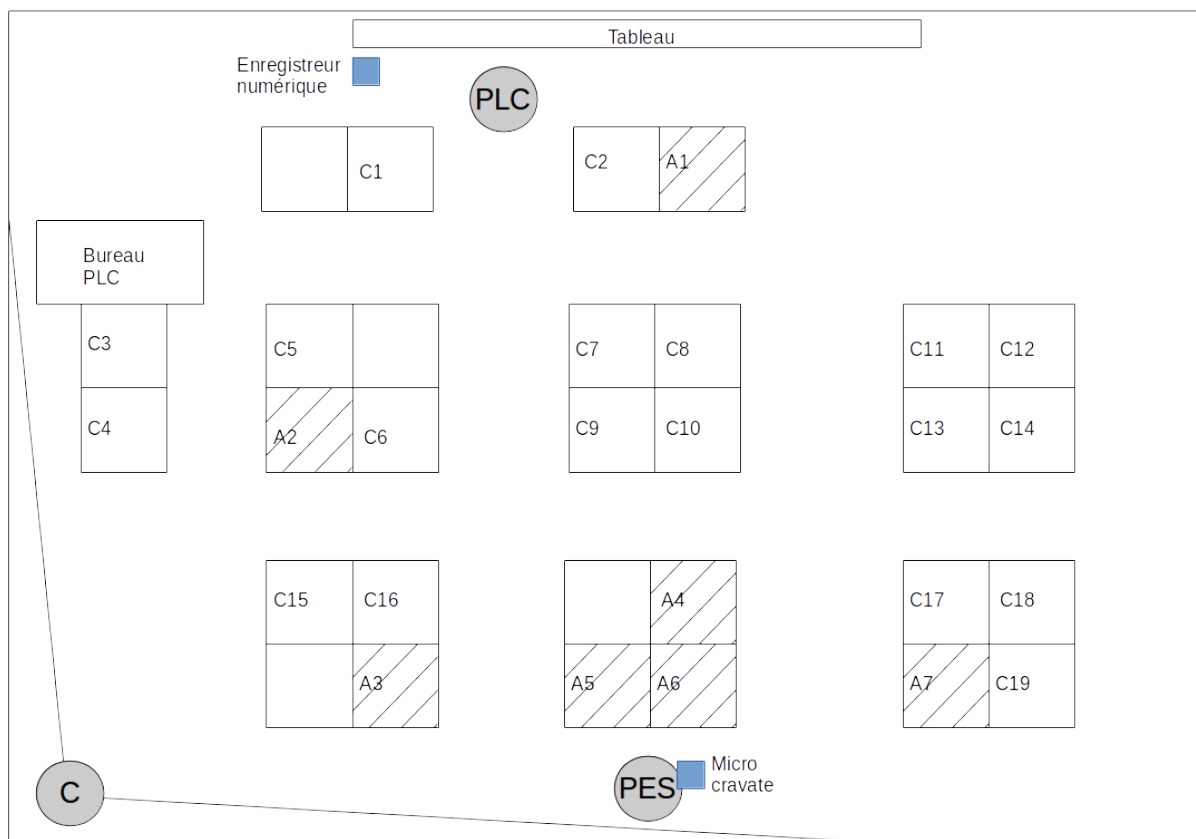 Tableau
Enregistreur
numérique
PLC
C1
C2
A1
Bureau
PLC
C3
C5
C7
C8
C11
C12
C4
A2
C6
C9
C10
C13
C14
C15
C16
A4
C17
C18
A3
A5
A6
A7
C19
C
PES
Micro
cravate